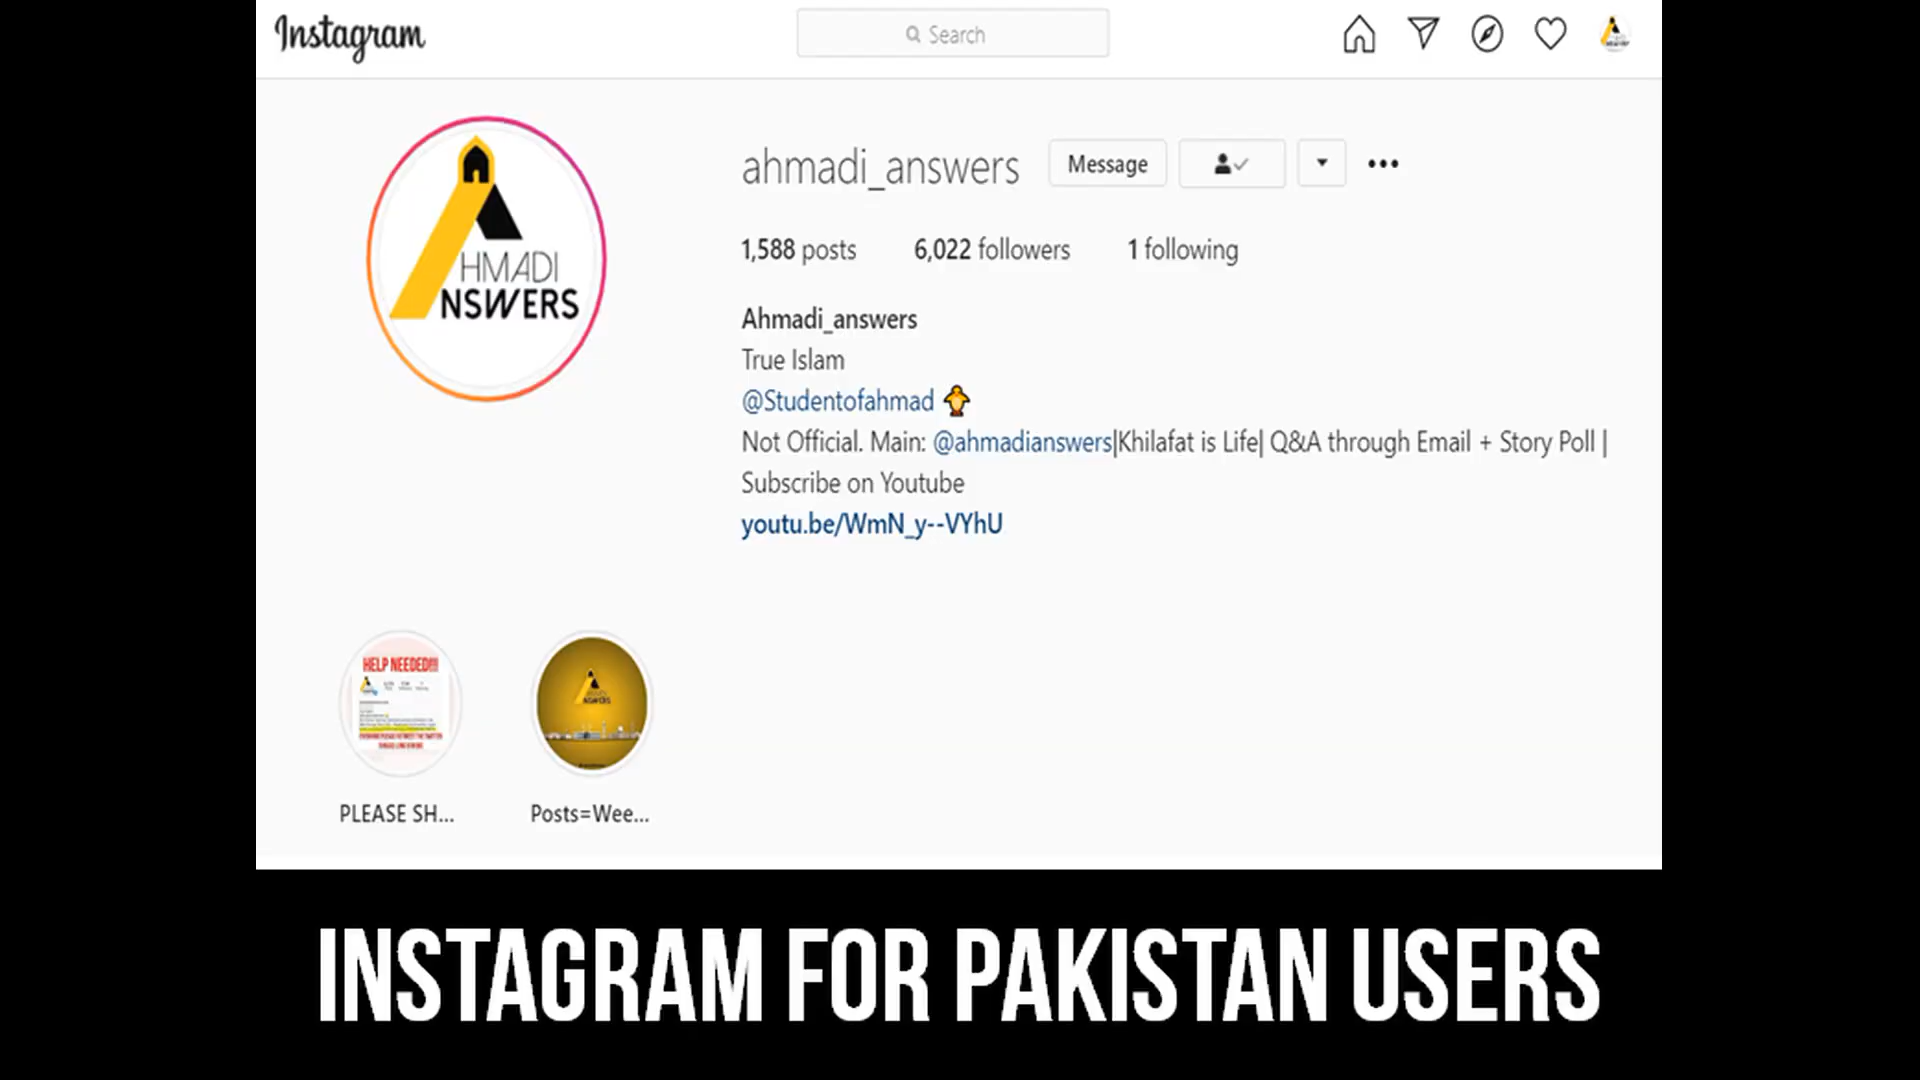 Instagram
Search
ahmadi_answers Message
1,588 posts 6,022 followers 1 following
HMADI
NSWERS
Ahmadi_answers
True Islam
@Studentofahmad
Not Official. Main: @ahmadianswers|Khilafat is Life| Q&A through Email + Story Poll |
Subscribe on Youtube
youtu.be/WmN_y--VYhU
HELP NEEDED!!!
NSWERS
PLEASE SH... Posts=Wee...
INSTAGRAM FOR PAKISTAN USERS